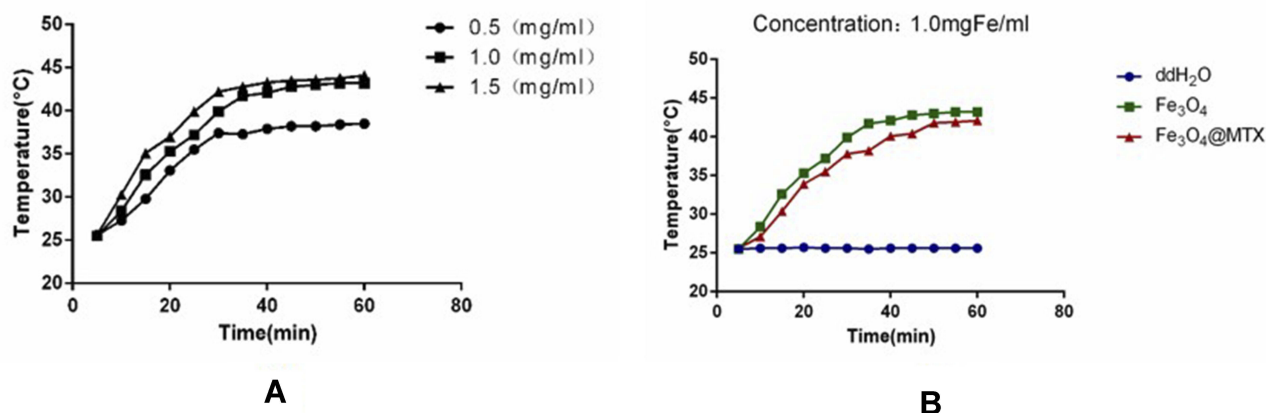 50
45
40
35
30
25
20
Temperature(°C)
0
20
40
60
80
Time(min)
0.5（mg/ml）
1.0（mg/ml）
1.5（mg/ml）
A
Concentration：1.0mgFe/ml
50
45
40
35
30
25
20
Temperature(°C)
0
20
40
60
80
Time(min)
ddH₂O
Fe₃O₄
Fe₃O₄@MTX
B